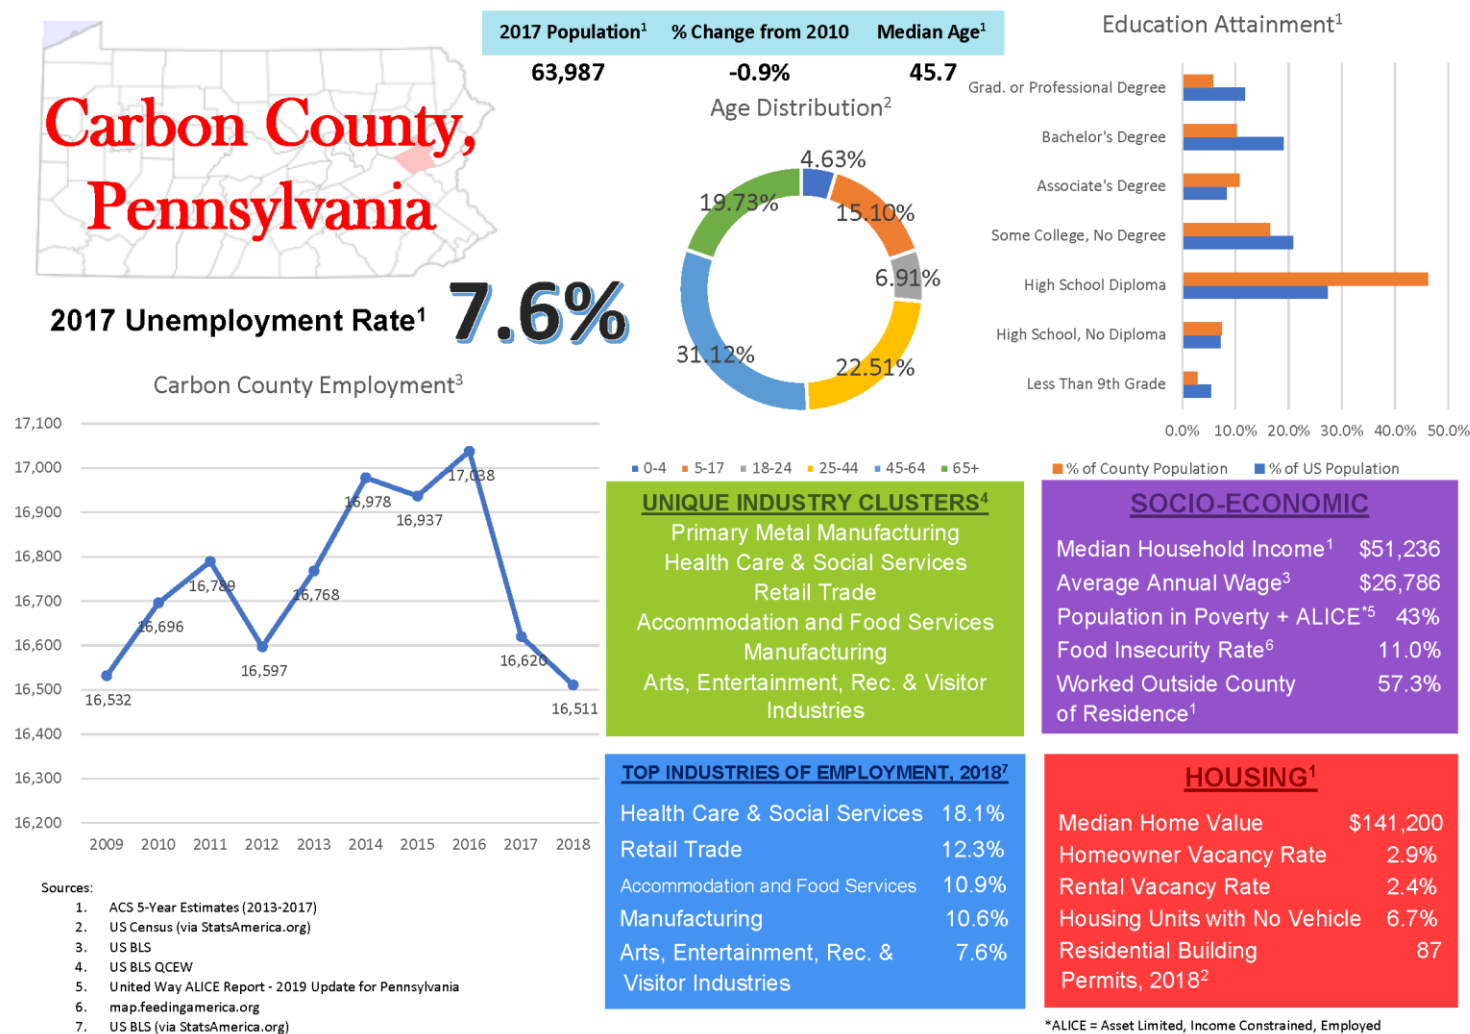 Carbon County,
Pennsylvania
2017 Population¹ % Change from 2010 Median Age¹
63,987 -0.9% 45.7
2017 Unemployment Rate¹ 7.6%
Age Distribution²
4.63%
15.10%
6.91%
22.51%
31.12%
19.73%
0-4 5-17 18-24 25-44 45-64 65+
Education Attainment¹
Grad. or Professional Degree
Bachelor's Degree
Associate's Degree
Some College, No Degree
High School Diploma
High School, No Diploma
Less Than 9th Grade
0.0% 10.0% 20.0% 30.0% 40.0% 50.0%
% of County Population % of US Population
Carbon County Employment³
17,100
17,000
16,900
16,800
16,700
16,600
16,500
16,400
16,300
16,200
16,532
16,696
16,789
16,597
16,768
16,978
16,937
17,038
16,620
16,511
2009 2010 2011 2012 2013 2014 2015 2016 2017 2018
UNIQUE INDUSTRY CLUSTERS⁴
Primary Metal Manufacturing
Health Care & Social Services
Retail Trade
Accommodation and Food Services
Manufacturing
Arts, Entertainment, Rec. & Visitor
Industries
SOCIO-ECONOMIC
Median Household Income¹ $51,236
Average Annual Wage³ $26,786
Population in Poverty + ALICE*⁵ 43%
Food Insecurity Rate⁶ 11.0%
Worked Outside County 57.3%
of Residence¹
TOP INDUSTRIES OF EMPLOYMENT, 2018⁷
Health Care & Social Services 18.1%
Retail Trade 12.3%
Accommodation and Food Services 10.9%
Manufacturing 10.6%
Arts, Entertainment, Rec. & 7.6%
Visitor Industries
HOUSING¹
Median Home Value $141,200
Homeowner Vacancy Rate 2.9%
Rental Vacancy Rate 2.4%
Housing Units with No Vehicle 6.7%
Residential Building 87
Permits, 2018²
Sources:
1. ACS 5-Year Estimates (2013-2017)
2. US Census (via StatsAmerica.org)
3. US BLS
4. US BLS QCEW
5. United Way ALICE Report - 2019 Update for Pennsylvania
6. map.feedingamerica.org
7. US BLS (via StatsAmerica.org)
*ALICE = Asset Limited, Income Constrained, Employed